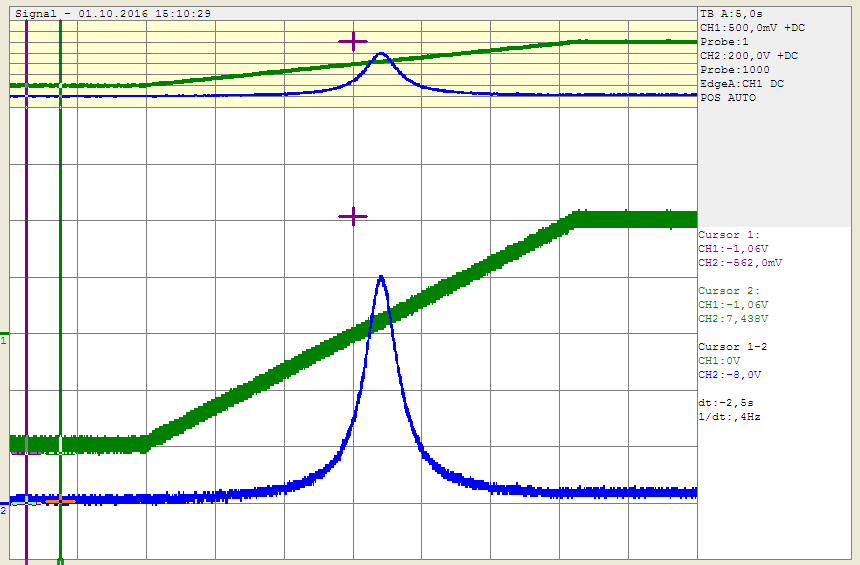 Signal - 01.10.2016 15:10:29
TB A:5,0s
CH1:500,0mV +DC
Probe:1
CH2:200,0V +DC
Probe:1000
EdgeA:CH1 DC
POS AUTO
Cursor 1:
CH1:-1,06V
CH2:-562,0mV
Cursor 2:
CH1:-1,06V
CH2:7,438V
Cursor 1-2
CH1:0V
CH2:-8,0V
dt:-2,5s
1/dt:,4Hz
1
2